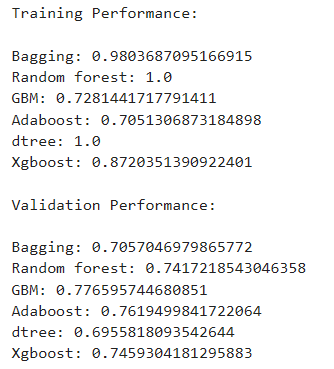 Training Performance:
Bagging: 0.9803687095166915
Random forest: 1.0
GBM: 0.7281441717791411
Adaboost: 0.7051306873184898
dtree: 1.0
Xgboost: 0.8720351390922401
Validation Performance:
Bagging: 0.7057046979865772
Random forest: 0.7417218543046358
GBM: 0.776595744680851
Adaboost: 0.7619499841722064
dtree: 0.6955818093542644
Xgboost: 0.7459304181295883